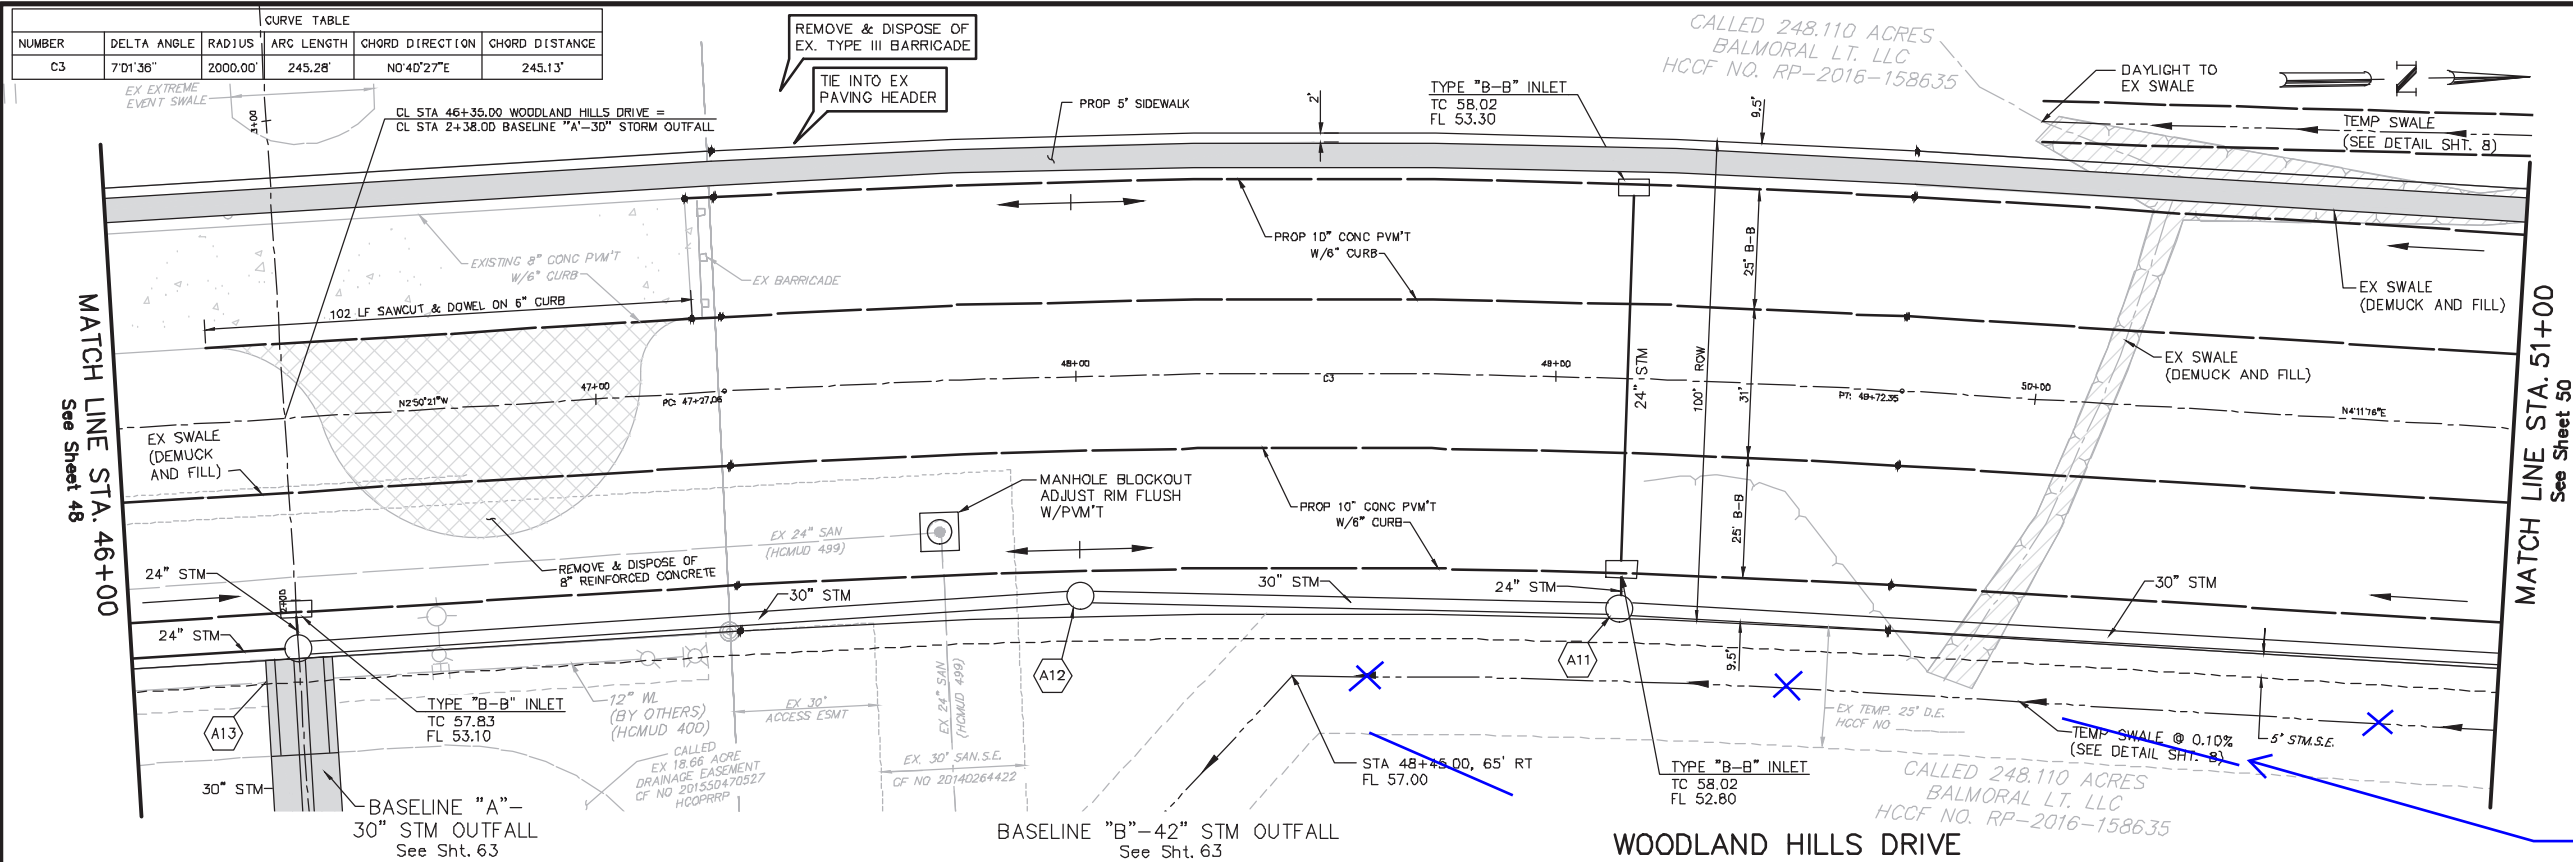 CURVE TABLE
NUMBER DELTA ANGLE RADIUS ARC LENGTH CHORD DIRECTION CHORD DISTANCE
C3 7°01'36" 2000.00' 245.28' N0°40'27"E 245.13'
REMOVE & DISPOSE OF
EX. TYPE III BARRICADE
TIE INTO EX
PAVING HEADER
EX EXTREME
EVENT SWALE
3+00
CL STA 46+35.00 WOODLAND HILLS DRIVE =
CL STA 2+38.00 BASELINE "A"-30" STORM OUTFALL
PROP 5' SIDEWALK
2'
TYPE "B-B" INLET
TC 58.02
FL 53.30
9.5'
CALLED 248.110 ACRES
BALMORAL LT. LLC
HCCF NO. RP-2016-158635
DAYLIGHT TO
EX SWALE
TEMP SWALE
(SEE DETAIL SHT. 8)
EXISTING 8" CONC PVM'T
W/6" CURB
EX BARRICADE
102 LF SAWCUT & DOWEL ON 6" CURB
PROP 10" CONC PVM'T
W/6" CURB
25' B-B
EX SWALE
(DEMUCK AND FILL)
EX SWALE
(DEMUCK AND FILL)
MATCH LINE STA. 46+00
See Sheet 48
MATCH LINE STA. 51+00
See Sheet 50
N2°50'21"W
47+00
PC: 47+27.06
48+00
C3
49+00
24" STM
100' ROW
31'
PT: 49+72.35
50+00
N4°11'16"E
EX SWALE
(DEMUCK
AND FILL)
MANHOLE BLOCKOUT
ADJUST RIM FLUSH
W/PVM'T
PROP 10" CONC PVM'T
W/6" CURB
25' B-B
EX 24" SAN
(HCMUD 499)
REMOVE & DISPOSE OF
8" REINFORCED CONCRETE
24" STM
2+00
24" STM
30" STM
30" STM
24" STM
30" STM
9.5'
A13
A12
A11
TYPE "B-B" INLET
TC 57.83
FL 53.10
12" WL
(BY OTHERS)
(HCMUD 400)
EX 30'
ACCESS ESMT
EX 24" SAN
(HCMUD 499)
EX. 30' SAN.S.E.
CF NO 20140264422
CALLED
EX 18.66 ACRE
DRAINAGE EASEMENT
CF NO 20150470527
HCOPRRP
STA 48+45.00, 65' RT
FL 57.00
EX TEMP. 25' D.E.
HCCF NO
TEMP SWALE @ 0.10%
(SEE DETAIL SHT. 8)
5' STM.S.E.
TYPE "B-B" INLET
TC 58.02
FL 52.80
CALLED 248.110 ACRES
BALMORAL LT. LLC
HCCF NO. RP-2016-158635
30" STM
BASELINE "A"-
30" STM OUTFALL
See Sht. 63
BASELINE "B"-42" STM OUTFALL
See Sht. 63
WOODLAND HILLS DRIVE